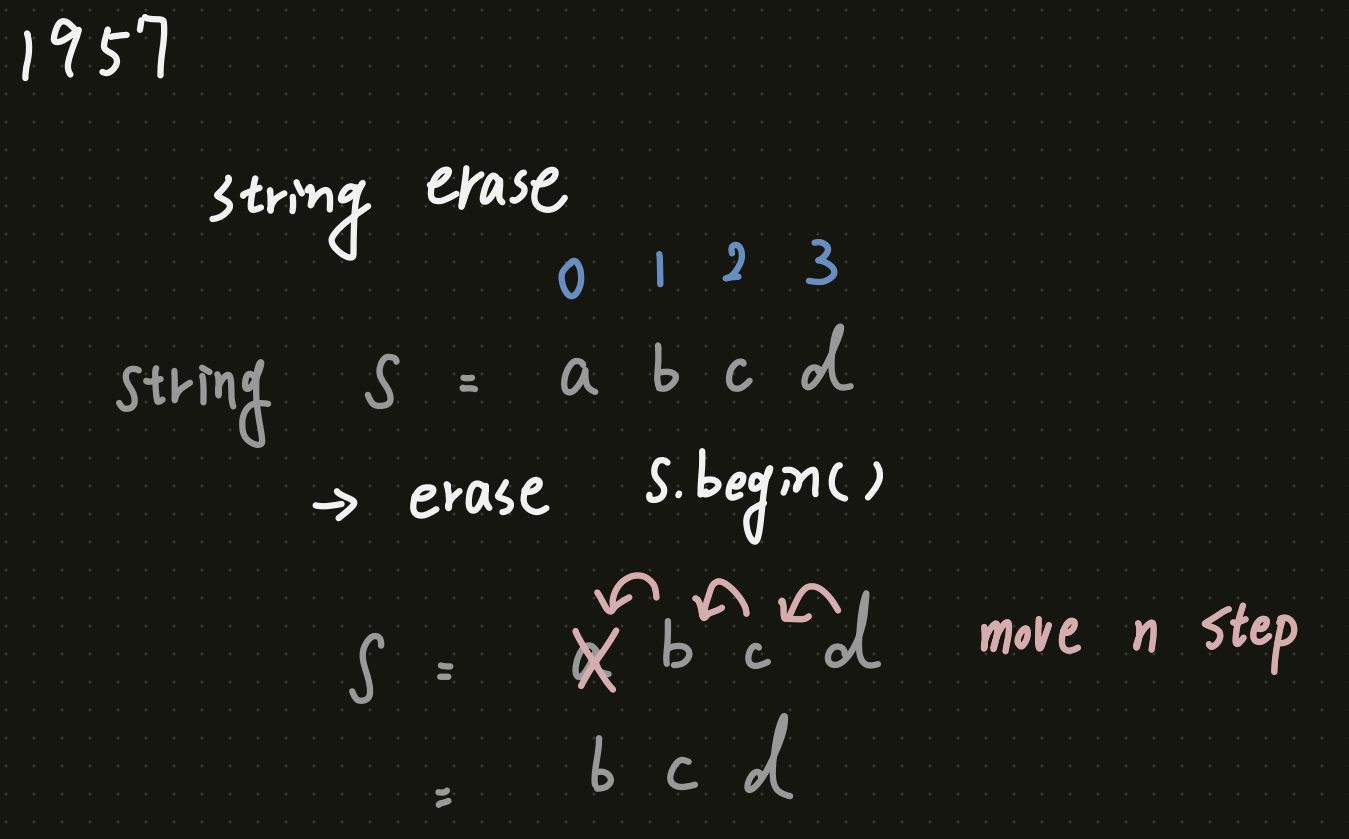 1957
string erase
0 1 2 3
string S = a b c d
→ erase S.begin()
S = a b c d move n step
= b c d